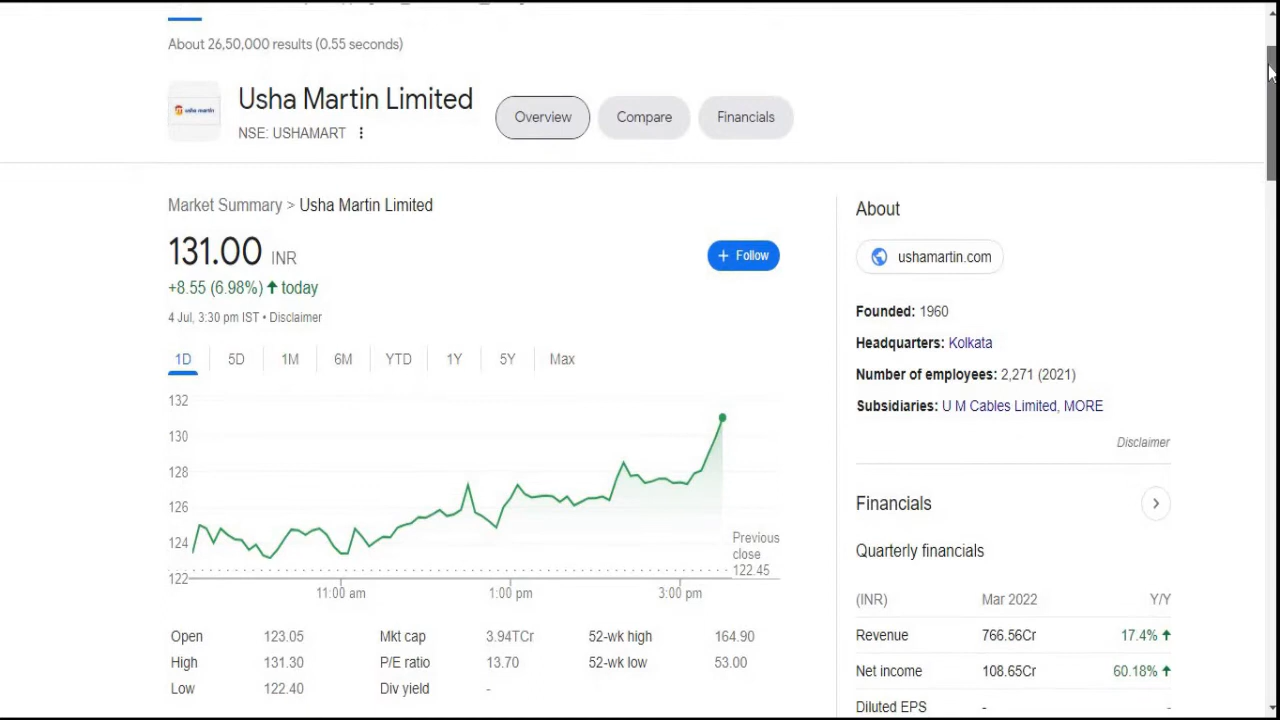 About 26,50,000 results (0.55 seconds)
usha martin
Usha Martin Limited
NSE: USHAMART
Overview
Compare
Financials
Market Summary > Usha Martin Limited
131.00 INR
+ Follow
+8.55 (6.98%) ↑ today
4 Jul, 3:30 pm IST • Disclaimer
1D 5D 1M 6M YTD 1Y 5Y Max
132
130
128
126
124
122
Previous
close
122.45
11:00 am 1:00 pm 3:00 pm
Open 123.05 Mkt cap 3.94TCr 52-wk high 164.90
High 131.30 P/E ratio 13.70 52-wk low 53.00
Low 122.40 Div yield -
About
ushamartin.com
Founded: 1960
Headquarters: Kolkata
Number of employees: 2,271 (2021)
Subsidiaries: U M Cables Limited, MORE
Disclaimer
Financials
Quarterly financials
(INR) Mar 2022 Y/Y
Revenue 766.56Cr 17.4% ↑
Net income 108.65Cr 60.18% ↑
Diluted EPS - -